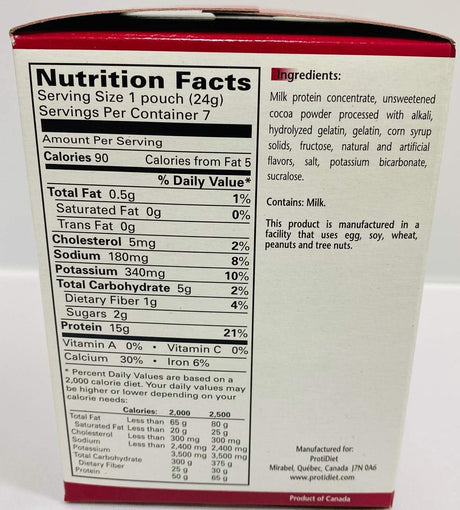 Nutrition Facts
Serving Size 1 pouch (24g)
Servings Per Container 7
Amount Per Serving
Calories 90 Calories from Fat 5
% Daily Value*
Total Fat 0.5g 1%
Saturated Fat 0g 0%
Trans Fat 0g
Cholesterol 5mg 2%
Sodium 180mg 8%
Potassium 340mg 10%
Total Carbohydrate 5g 2%
Dietary Fiber 1g 4%
Sugars 2g
Protein 15g 21%
Vitamin A 0% • Vitamin C 0%
Calcium 30% • Iron 6%
* Percent Daily Values are based on a
2,000 calorie diet. Your daily values may
be higher or lower depending on your
calorie needs:
Calories: 2,000 2,500
Total Fat Less than 65 g 80 g
Saturated Fat Less than 20 g 25 g
Cholesterol Less than 300 mg 300 mg
Sodium Less than 2,400 mg 2,400 mg
Potassium 3,500 mg 3,500 mg
Total Carbohydrate 300 g 375 g
Dietary Fiber 25 g 30 g
Protein 50 g 65 g
Ingredients:
Milk protein concentrate, unsweetened
cocoa powder processed with alkali,
hydrolyzed gelatin, gelatin, corn syrup
solids, fructose, natural and artificial
flavors, salt, potassium bicarbonate,
sucralose.
Contains: Milk.
This product is manufactured in a
facility that uses egg, soy, wheat,
peanuts and tree nuts.
Manufactured for:
ProtiDiet
Mirabel, Québec, Canada J7N 0A6
www.protidiet.com
Product of Canada